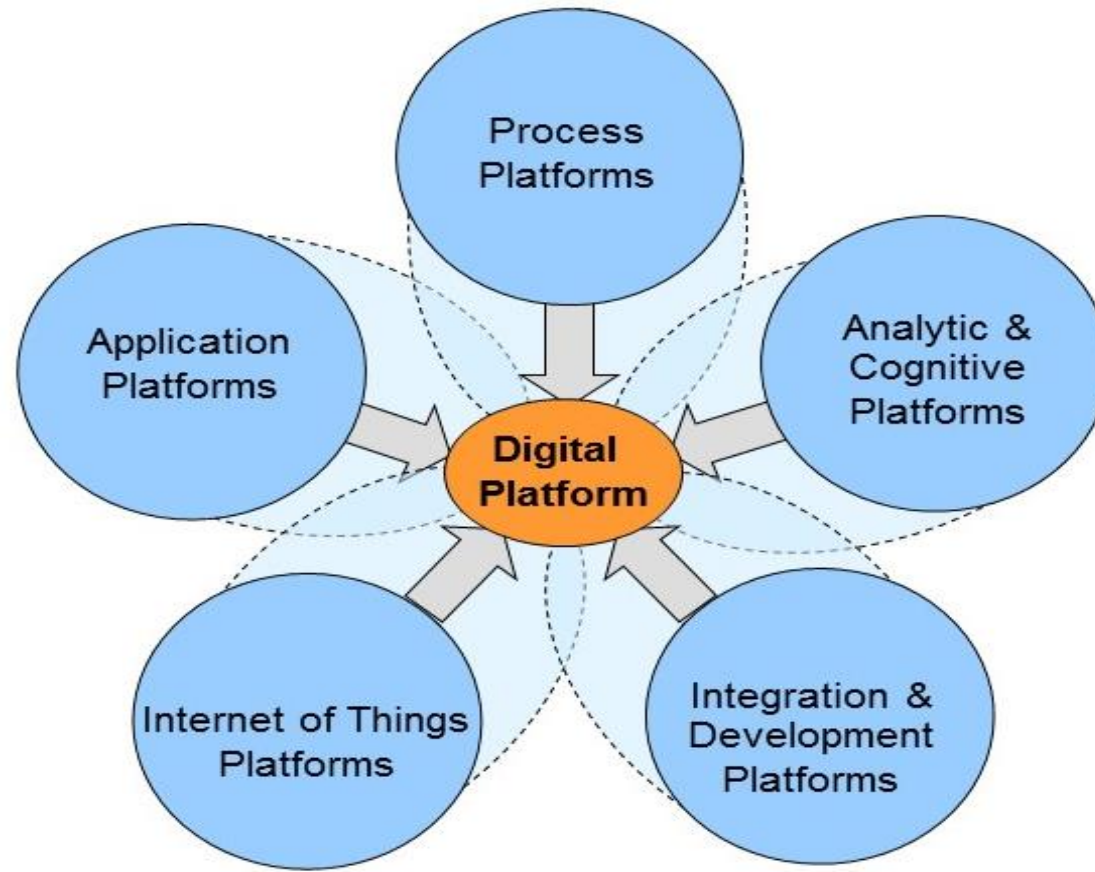 Process
Platforms
Application
Platforms
Analytic &
Cognitive
Platforms
Digital
Platform
Internet of Things
Platforms
Integration &
Development
Platforms